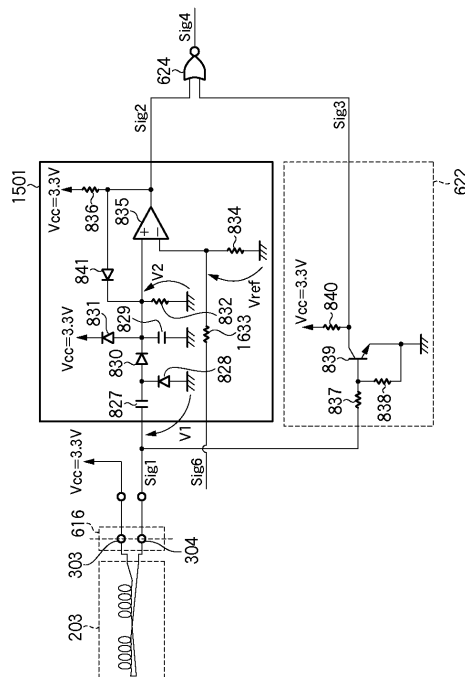 203
616
303
304
Vcc=3.3V
Sig1
Sig6
V1
1501
827
828
830
Vcc=3.3V
831
829
841
V2
832
1633
Vref
Vcc=3.3V
836
835
+
−
834
Sig2
837
838
839
Vcc=3.3V
840
622
Sig3
624
Sig4